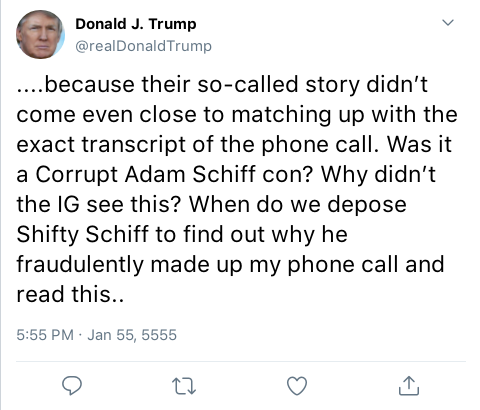 Donald J. Trump
@realDonaldTrump
....because their so-called story didn’t
come even close to matching up with the
exact transcript of the phone call. Was it
a Corrupt Adam Schiff con? Why didn’t
the IG see this? When do we depose
Shifty Schiff to find out why he
fraudulently made up my phone call and
read this..
5:55 PM · Jan 55, 5555